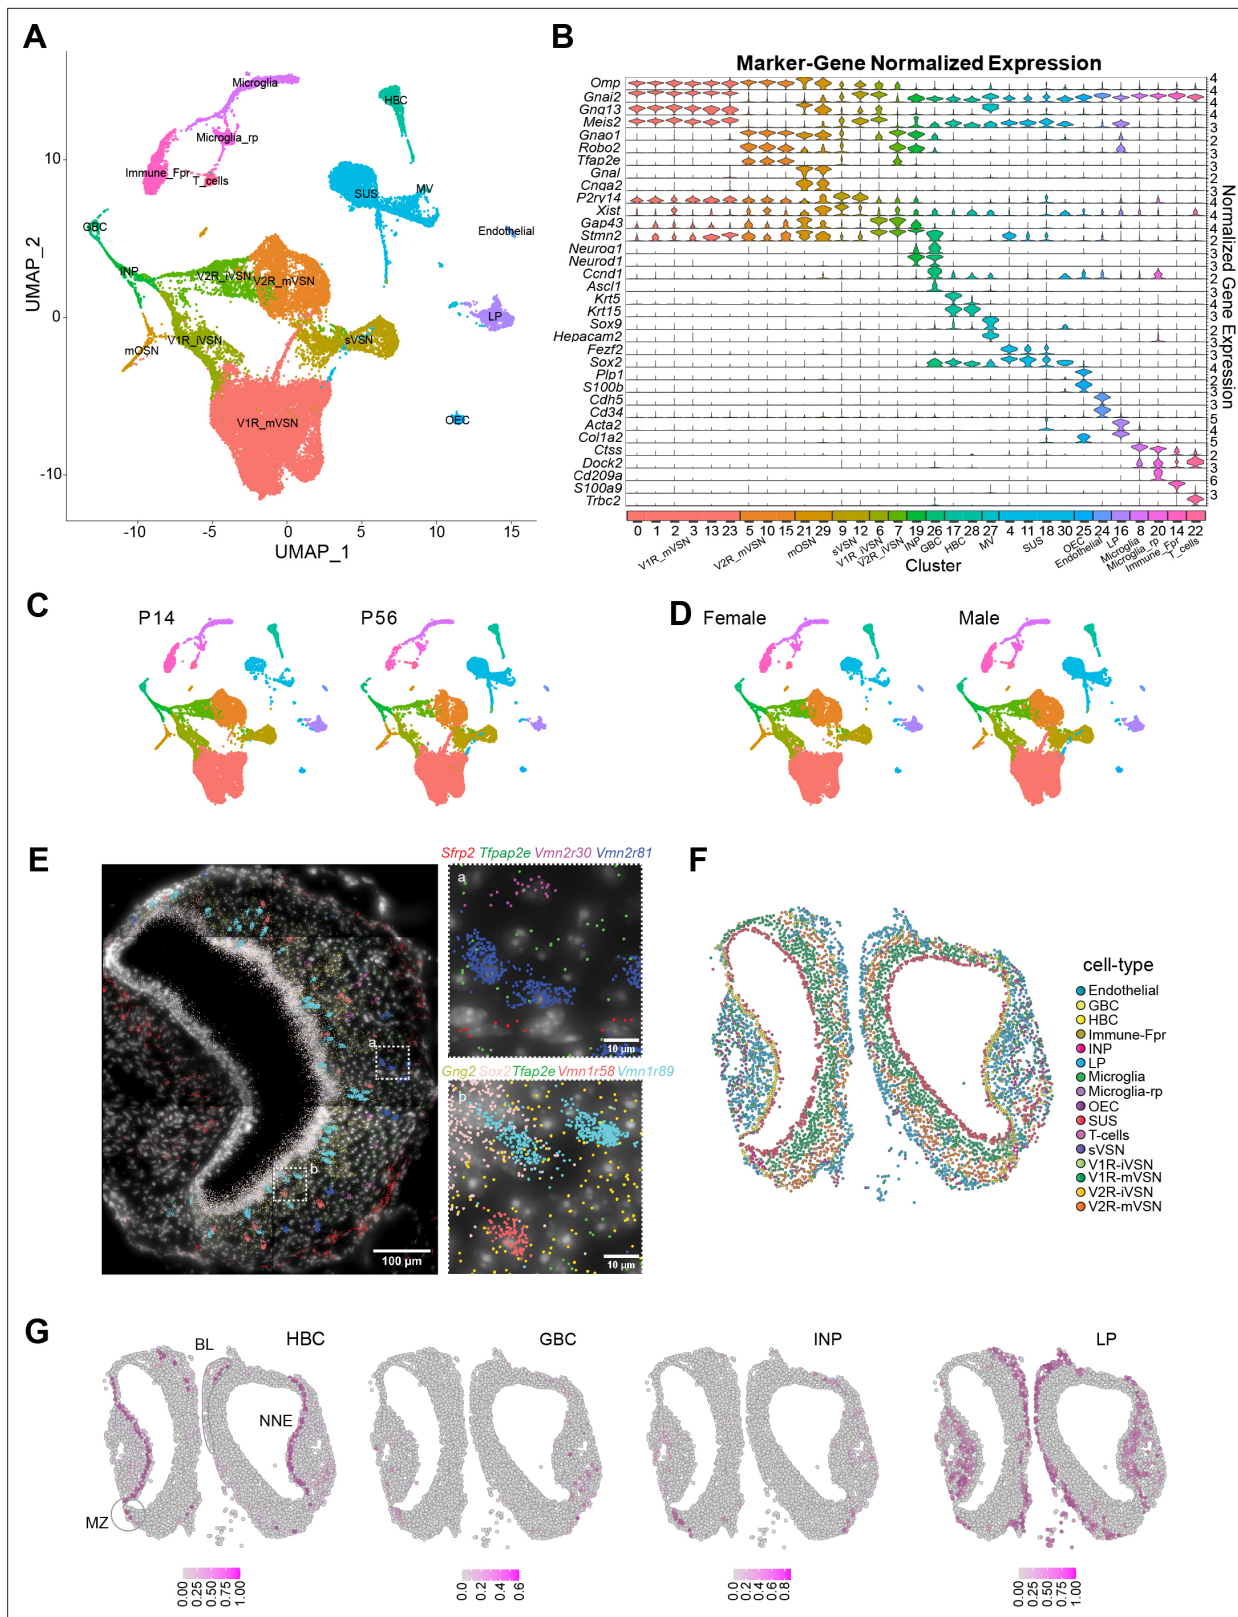 A
B
Marker-Gene Normalized Expression
UMAP_2
10
0
-10
-10
-5
0
5
10
15
UMAP_1
Microglia
HBC
Microglia_rp
Immune_Fpr
T_cells
SUS
MV
GBC
Endothelial
INP
V2R_iVSN
V2R_mVSN
LP
mOSN
V1R_iVSN
sVSN
V1R_mVSN
OEC
Omp
Gnai2
Gng13
Meis2
Gnao1
Robo2
Tfap2e
Gnal
Cnga2
P2ry14
Xist
Gap43
Stmn2
Neurog1
Neurod1
Ccnd1
Ascl1
Krt5
Krt15
Sox9
Hepacam2
Fezf2
Sox2
Plp1
S100b
Cdh5
Cd34
Acta2
Col1a2
Ctss
Dock2
Cd209a
S100a9
Trbc2
Normalized Gene Expression
0 1 2 3 13 23 5 10 15 21 29 9 12 6 7 19 26 17 28 27 4 11 18 30 25 24 16 8 20 14 22
V1R_mVSN V2R_mVSN mOSN sVSN V1R_iVSN V2R_iVSN INP GBC HBC MV SUS OEC Endothelial LP Microglia Microglia_rp Immune_Fpr T_cells
Cluster
C
P14
P56
D
Female
Male
E
Sfrp2 Tfpap2e Vmn2r30 Vmn2r81
a
10 µm
Gng2 Sox2 Tfap2e Vmn1r58 Vmn1r89
b
10 µm
a
b
100 µm
F
cell-type
Endothelial
GBC
HBC
Immune-Fpr
INP
LP
Microglia
Microglia-rp
OEC
SUS
T-cells
sVSN
V1R-iVSN
V1R-mVSN
V2R-iVSN
V2R-mVSN
G
BL
HBC
GBC
INP
LP
NNE
MZ
0.00 0.25 0.50 0.75 1.00
0.0 0.2 0.4 0.6
0.0 0.2 0.4 0.6 0.8
0.00 0.25 0.50 0.75 1.00